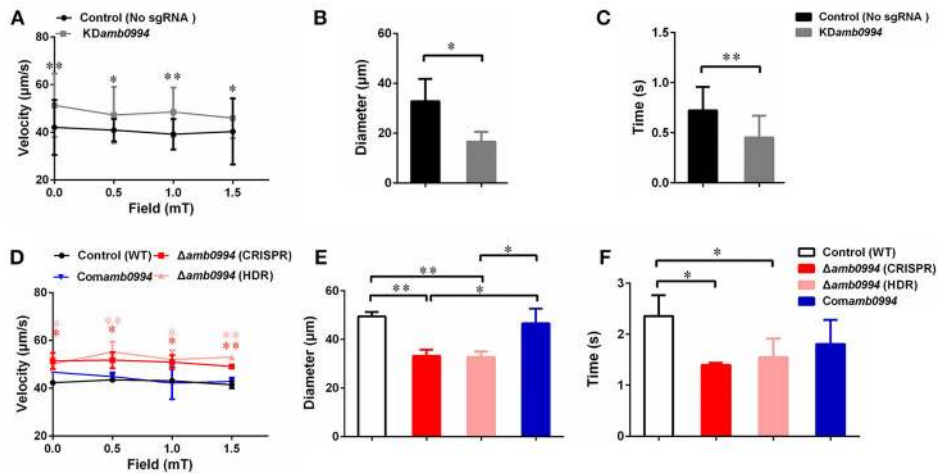 A
Control (No sgRNA )
KDamb0994
Velocity (μm/s)
80
60
40
20
** * ** *
0.0 0.5 1.0 1.5
Field (mT)
B
Diameter (μm)
60
40
20
0
*
C
Control (No sgRNA )
KDamb0994
Time (s)
1.5
1.0
0.5
0.0
**
D
Control (WT)
Δamb0994 (CRISPR)
Comamb0994
Δamb0994 (HDR)
Velocity (μm/s)
80
60
40
20
* ** * **
* * * **
0.0 0.5 1.0 1.5
Field (mT)
E
Diameter (μm)
60
40
20
0
*
**
** *
F
Control (WT)
Δamb0994 (CRISPR)
Δamb0994 (HDR)
Comamb0994
Time (s)
3
2
1
0
*
*